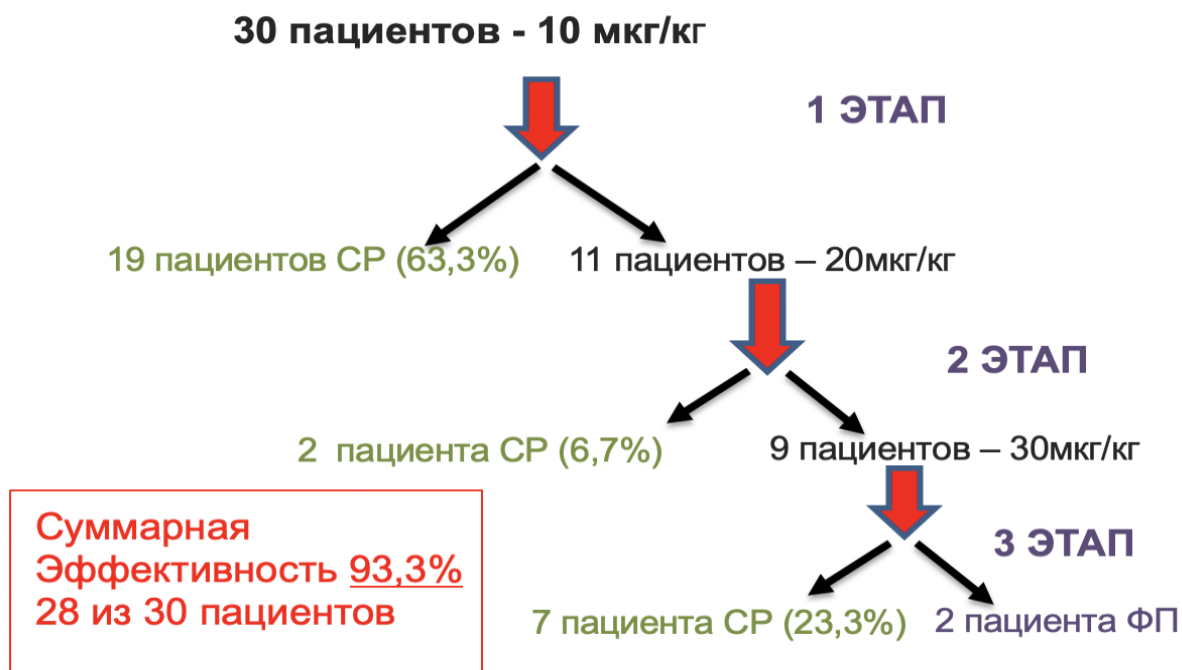 30 пациентов - 10 мкг/кг
1 ЭТАП
19 пациентов СР (63,3%)
11 пациентов – 20мкг/кг
2 ЭТАП
2 пациента СР (6,7%)
9 пациентов – 30мкг/кг
3 ЭТАП
Суммарная
Эффективность 93,3%
28 из 30 пациентов
7 пациента СР (23,3%)
2 пациента ФП